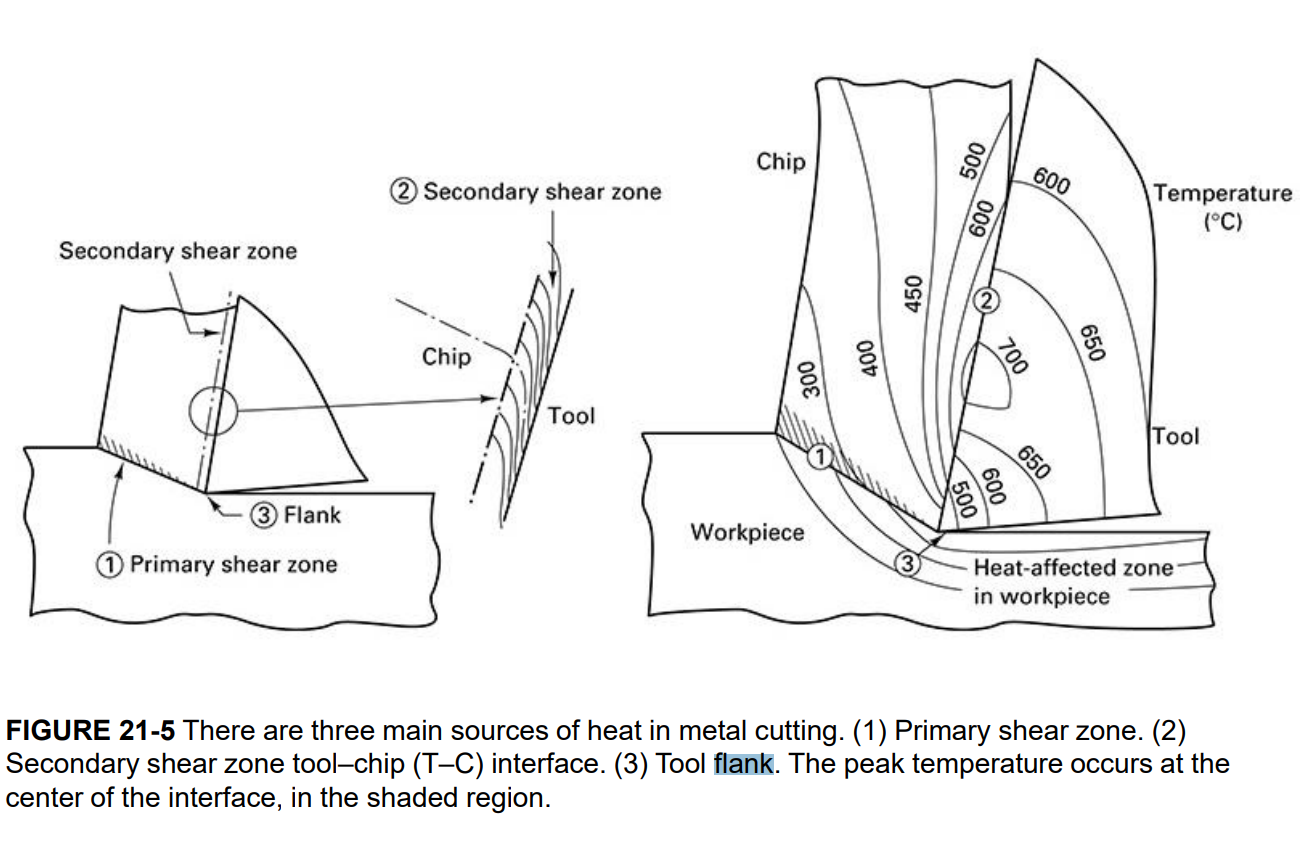 Secondary shear zone
① Primary shear zone
③ Flank
② Secondary shear zone
Chip
Tool
Chip
Temperature
(°C)
500
600
600
450
②
400
300
700
650
①
Tool
650
600
500
Workpiece
③
Heat-affected zone
in workpiece
FIGURE 21-5 There are three main sources of heat in metal cutting. (1) Primary shear zone. (2)
Secondary shear zone tool–chip (T–C) interface. (3) Tool flank. The peak temperature occurs at the
center of the interface, in the shaded region.